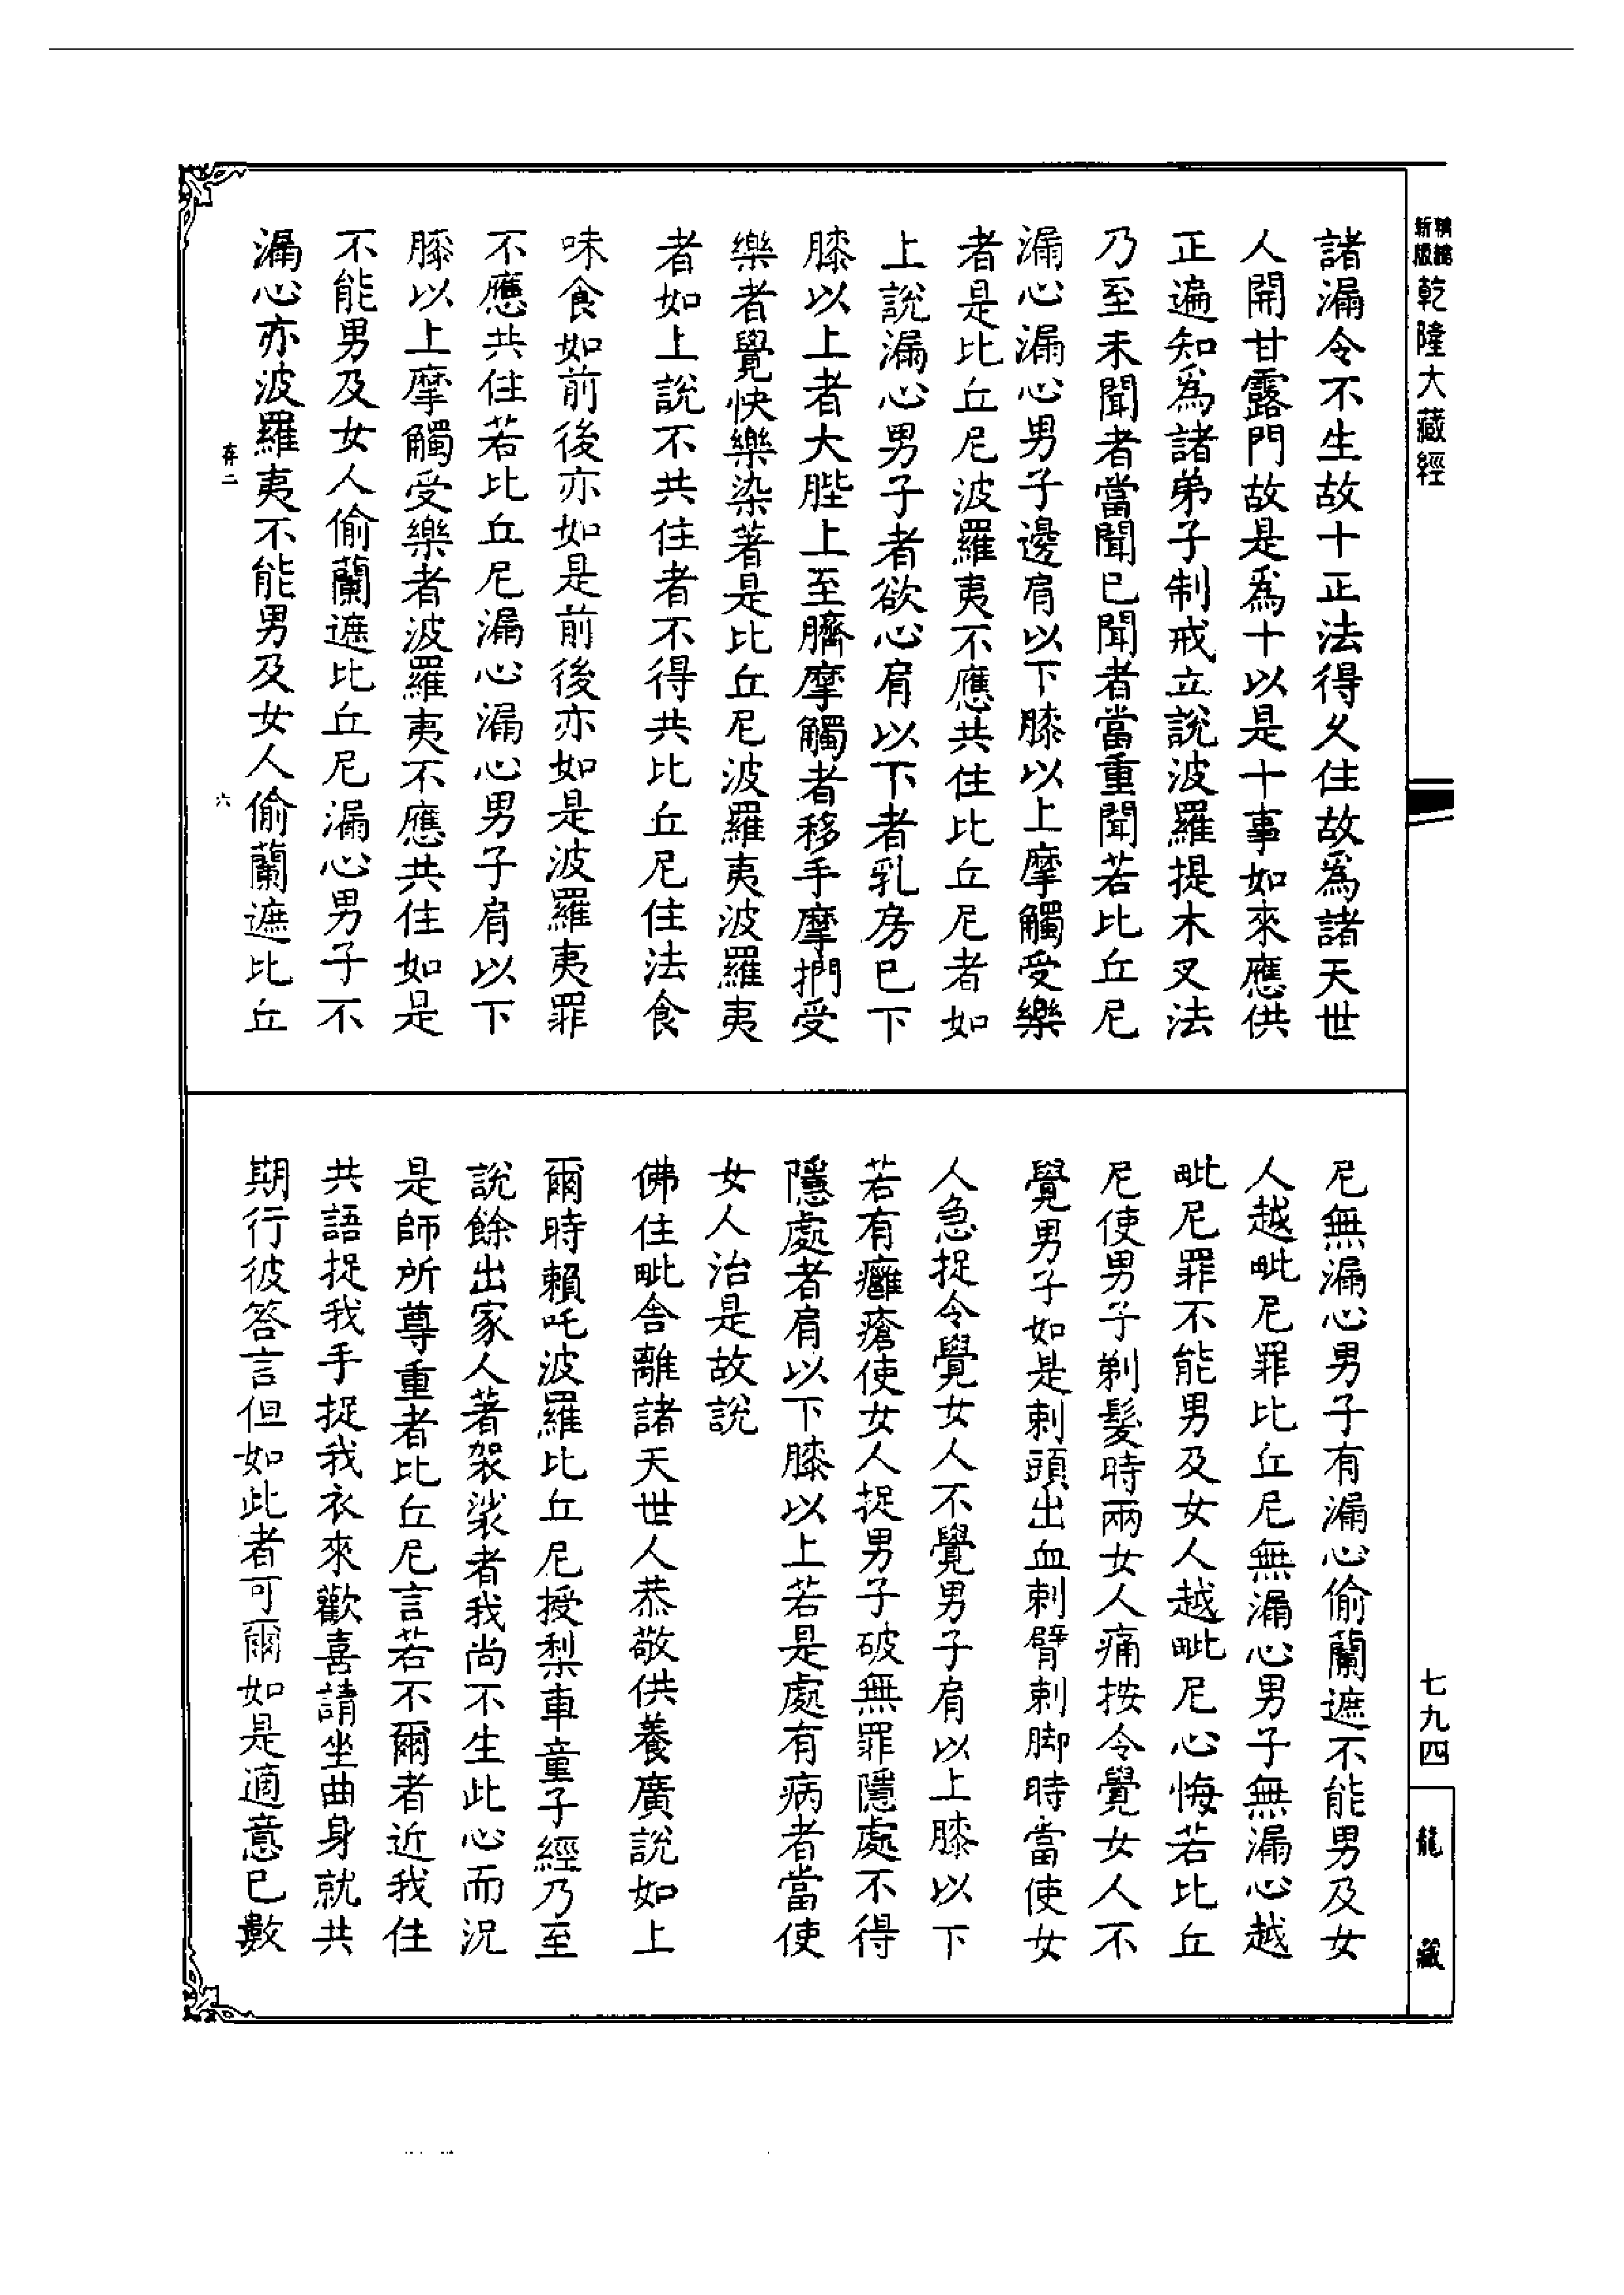 精繕
新版
乾隆大藏經
諸漏令不生故十正法得久住故爲諸天世
人開甘露門故是爲十以是十事如來應供
正遍知爲諸弟子制戒立說波羅提木叉法
乃至未聞者當聞已聞者當重聞若比丘尼
漏心漏心男子邊肩以下膝以上摩觸受樂
者是比丘尼波羅夷不應共住比丘尼者如
上說漏心男子者欲心肩以下者乳房已下
膝以上者大䏶上至臍摩觸者移手摩捫受
樂者覺快樂染著是比丘尼波羅夷波羅夷
者如上說不共住者不得共比丘尼住法食
味食如前後亦如是前後亦如是波羅夷罪
不應共住若比丘尼漏心漏心男子肩以下
膝以上摩觸受樂者波羅夷不應共住如是
不能男及女人偷蘭遮比丘尼漏心男子不
漏心亦波羅夷不能男及女人偷蘭遮比丘
弃二
六
尼無漏心男子有漏心偷蘭遮不能男及女
人越毗尼罪比丘尼無漏心男子無漏心越
毗尼罪不能男及女人越毗尼心悔若比丘
尼使男子剃髮時兩女人痛按令覺女人不
覺男子如是刺頭出血刺臂刺脚時當使女
人急捉令覺女人不覺男子肩以上膝以下
若有癰瘡使女人捉男子破無罪隱處不得
隱處者肩以下膝以上若是處有病者當使
女人治是故說
佛住毗舍離諸天世人恭敬供養廣說如上
爾時賴吒波羅比丘尼授梨車童子經乃至
說餘出家人著袈裟者我尚不生此心而況
是師所尊重者比丘尼言若不爾者近我住
共語捉我手捉我衣來歡喜請坐曲身就共
期行彼答言但如此者可爾如是適意已數
七九四
龍藏